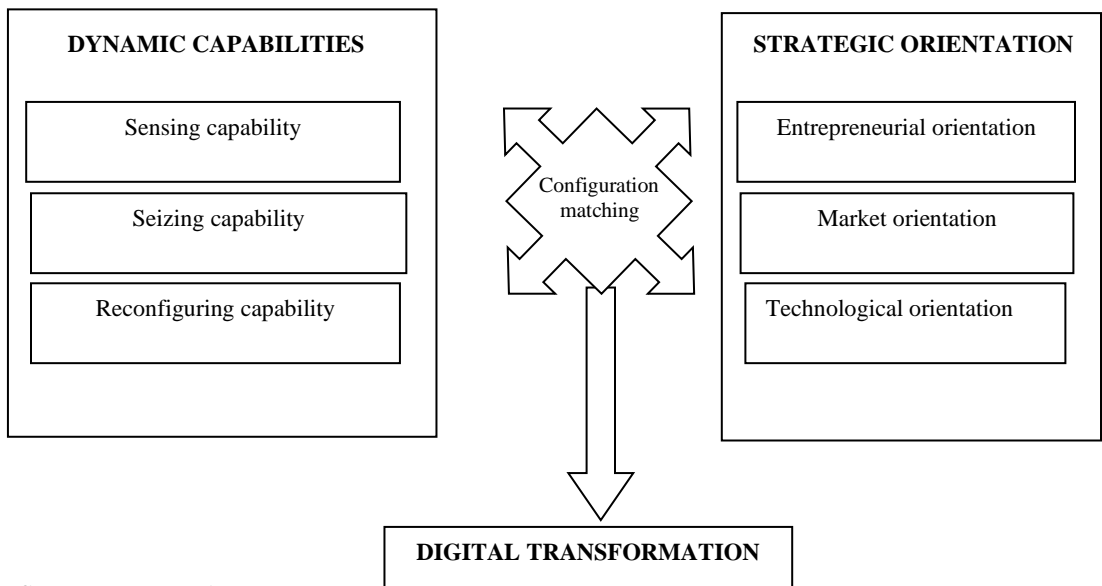 DYNAMIC CAPABILITIES
Sensing capability
Seizing capability
Reconfiguring capability
Configuration
matching
STRATEGIC ORIENTATION
Entrepreneurial orientation
Market orientation
Technological orientation
DIGITAL TRANSFORMATION